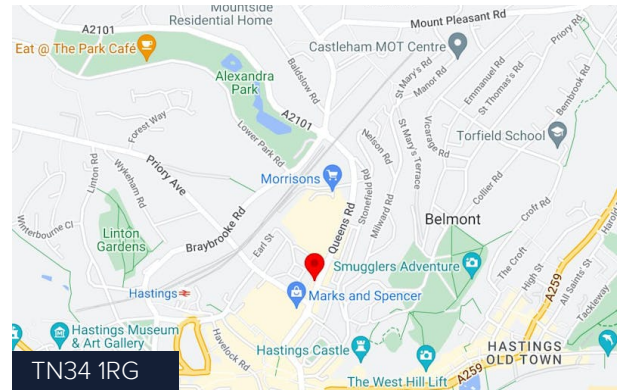 Mountside
Residential Home
Mount Pleasant Rd
A2101
Eat @ The Park Café
Castleham MOT Centre
Priory Rd
Baldslow Rd
St Mary's Rd
Manor Rd
Emmanuel Rd
St Thomas's Rd
Bembrook Rd
Alexandra
Park
A2101
Forest Way
Lower Park Rd
Nelson Rd
St Mary's Terrace
Vicarage Rd
Torfield School
Linton Rd
Wykeham Rd
Priory Ave
Morrisons
Stonefield Rd
Milward Rd
Collier Rd
Croft Rd
Winterbourne Cl
Linton
Gardens
Braybrooke Rd
Earl St
Queens Rd
Belmont
Harold
The Croft
High St
All Saints' St
Tackleway
A259
Smugglers Adventure
Hastings
Marks and Spencer
Hastings Museum
& Art Gallery
Havelock Rd
Hastings Castle
HASTINGS
OLD TOWN
The West Hill Lift
A259
TN34 1RG